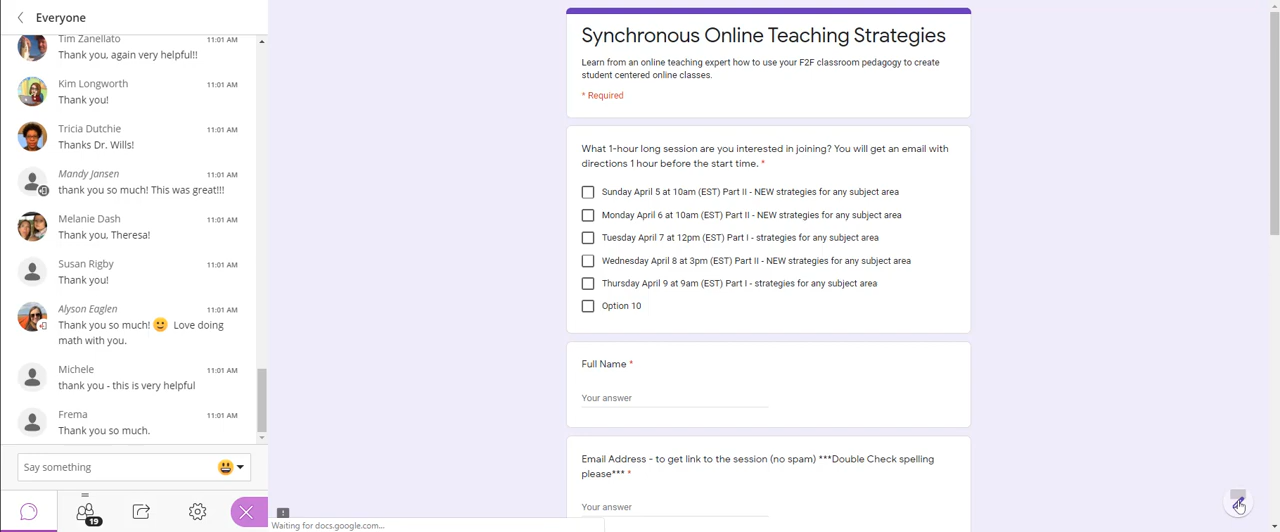 Everyone
Tim Zanellato
11:01 AM
Thank you, again very helpful!!
Kim Longworth
11:01 AM
Thank you!
Tricia Dutchie
11:01 AM
Thanks Dr. Wills!
Mandy Jansen
11:01 AM
thank you so much! This was great!!!
Melanie Dash
11:01 AM
Thank you, Theresa!
Susan Rigby
11:01 AM
Thank you!
Alyson Eaglen
11:01 AM
Thank you so much! 🙂 Love doing
math with you.
Michele
11:01 AM
thank you - this is very helpful
Frema
11:01 AM
Thank you so much.
Say something
19
Synchronous Online Teaching Strategies
Learn from an online teaching expert how to use your F2F classroom pedagogy to create
student centered online classes.
* Required
What 1-hour long session are you interested in joining? You will get an email with
directions 1 hour before the start time. *
Sunday April 5 at 10am (EST) Part II - NEW strategies for any subject area
Monday April 6 at 10am (EST) Part II - NEW strategies for any subject area
Tuesday April 7 at 12pm (EST) Part I - strategies for any subject area
Wednesday April 8 at 3pm (EST) Part II - NEW strategies for any subject area
Thursday April 9 at 9am (EST) Part I - strategies for any subject area
Option 10
Full Name *
Your answer
Email Address - to get link to the session (no spam) ***Double Check spelling
please*** *
Your answer
Waiting for docs.google.com...